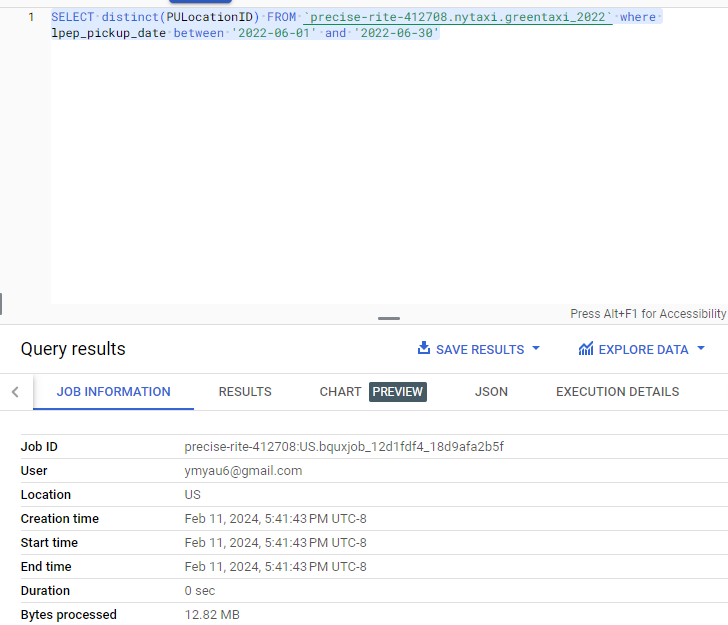 1 SELECT distinct(PULocationID) FROM `precise-rite-412708.nytaxi.greentaxi_2022` where
lpep_pickup_date between '2022-06-01' and '2022-06-30'
Press Alt+F1 for Accessibility
Query results SAVE RESULTS EXPLORE DATA
JOB INFORMATION RESULTS CHART PREVIEW JSON EXECUTION DETAILS
Job ID precise-rite-412708:US.bquxjob_12d1fdf4_18d9afa2b5f
User ymyau6@gmail.com
Location US
Creation time Feb 11, 2024, 5:41:43 PM UTC-8
Start time Feb 11, 2024, 5:41:43 PM UTC-8
End time Feb 11, 2024, 5:41:43 PM UTC-8
Duration 0 sec
Bytes processed 12.82 MB